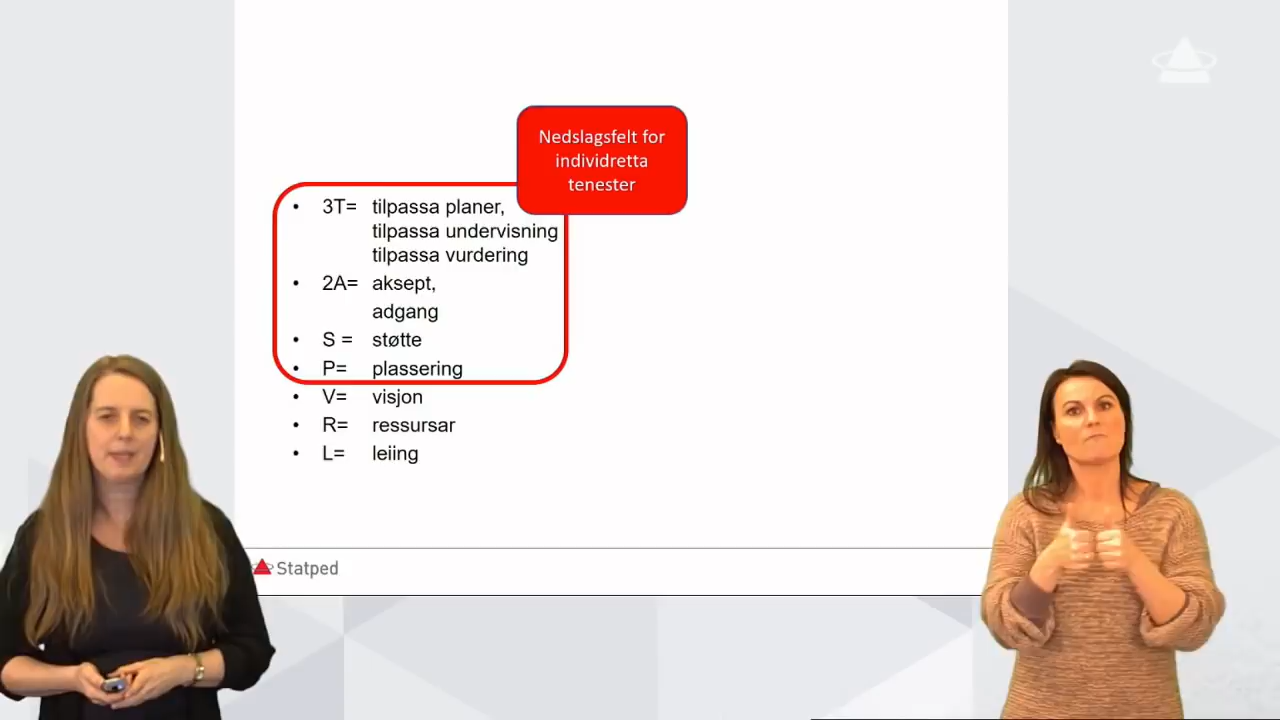 Nedslagsfelt for
individretta
tenester
• 3T= tilpassa planer,
tilpassa undervisning
tilpassa vurdering
• 2A= aksept,
adgang
• S = støtte
• P= plassering
• V= visjon
• R= ressursar
• L= leiing
Statped